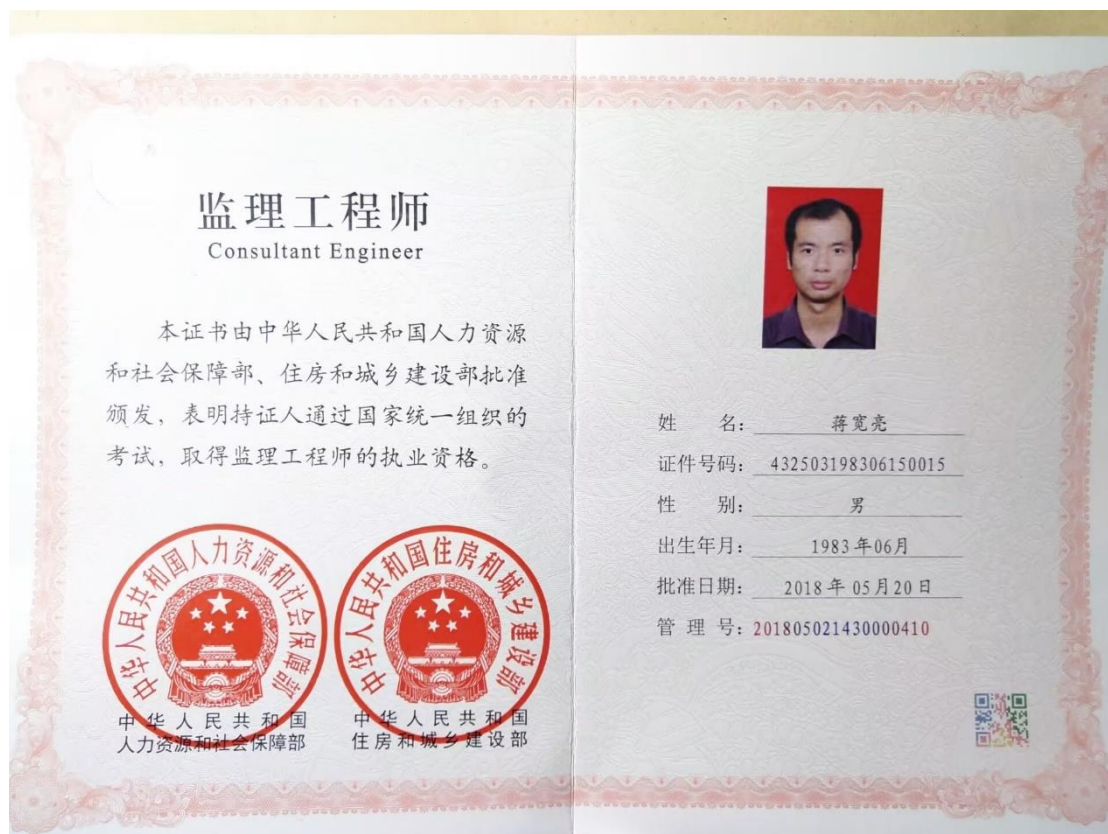 监理工程师
Consultant Engineer
本证书由中华人民共和国人力资源
和社会保障部、住房和城乡建设部批准
颁发，表明持证人通过国家统一组织的
考试，取得监理工程师的执业资格。
中华人民共和国人力资源和社会保障部
中华人民共和国住房和城乡建设部
中华人民共和国
人力资源和社会保障部
中华人民共和国
住房和城乡建设部
姓 名：蒋宽亮
证件号码：432503198306150015
性 别：男
出生年月：1983年06月
批准日期：2018年05月20日
管 理 号：201805021430000410